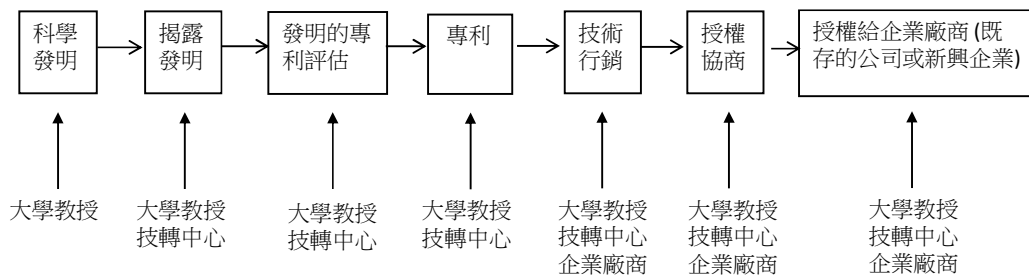 科學
發明
揭露
發明
發明的專
利評估
專利
技術
行銷
授權
協商
授權給企業廠商 (既
存的公司或新興企業)
大學教授
大學教授
技轉中心
大學教授
技轉中心
大學教授
技轉中心
大學教授
技轉中心
企業廠商
大學教授
技轉中心
企業廠商
大學教授
技轉中心
企業廠商